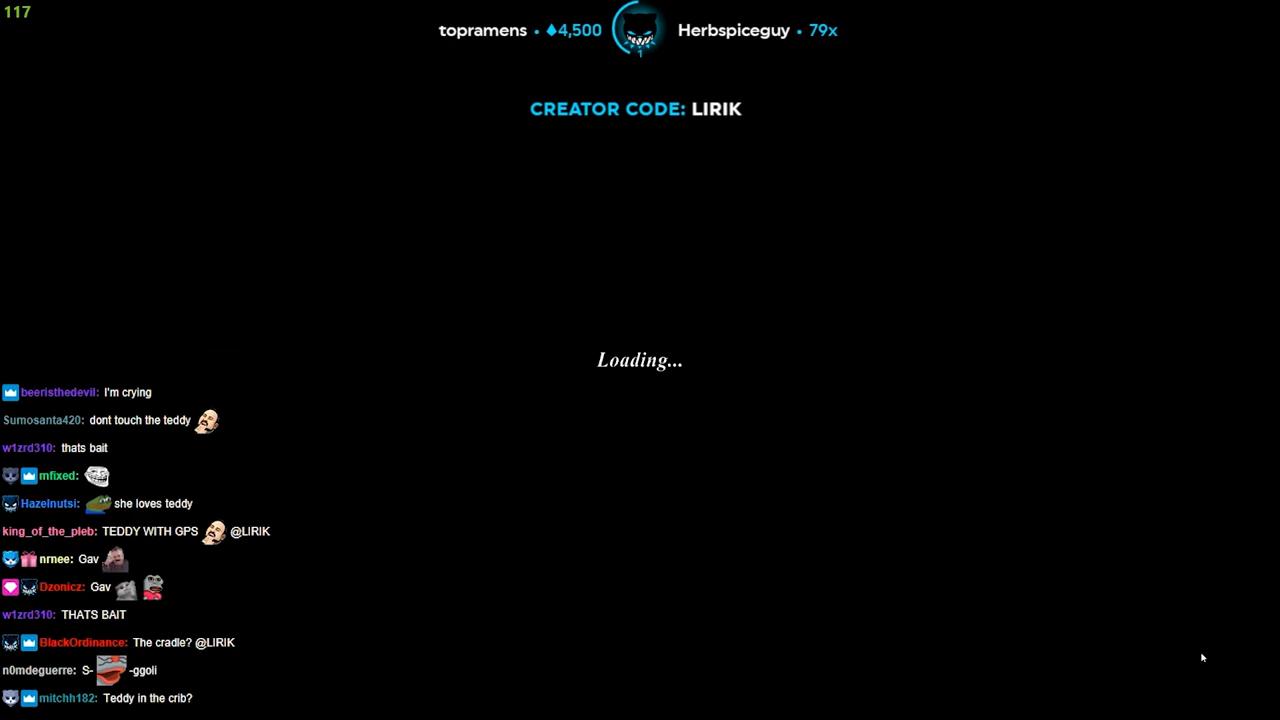 117
topramens • 4,500
1
Herbspiceguy • 79x
CREATOR CODE: LIRIK
Loading...
beeristhedevil: I'm crying
Sumosanta420: dont touch the teddy
w1zrd310: thats bait
mfixed:
Hazelnutsi: she loves teddy
king_of_the_pleb: TEDDY WITH GPS @LIRIK
nrnee: Gav
Dzonicz: Gav
w1zrd310: THATS BAIT
BlackOrdinance: The cradle? @LIRIK
n0mdeguerre: S- -ggoli
mitchh182: Teddy in the crib?